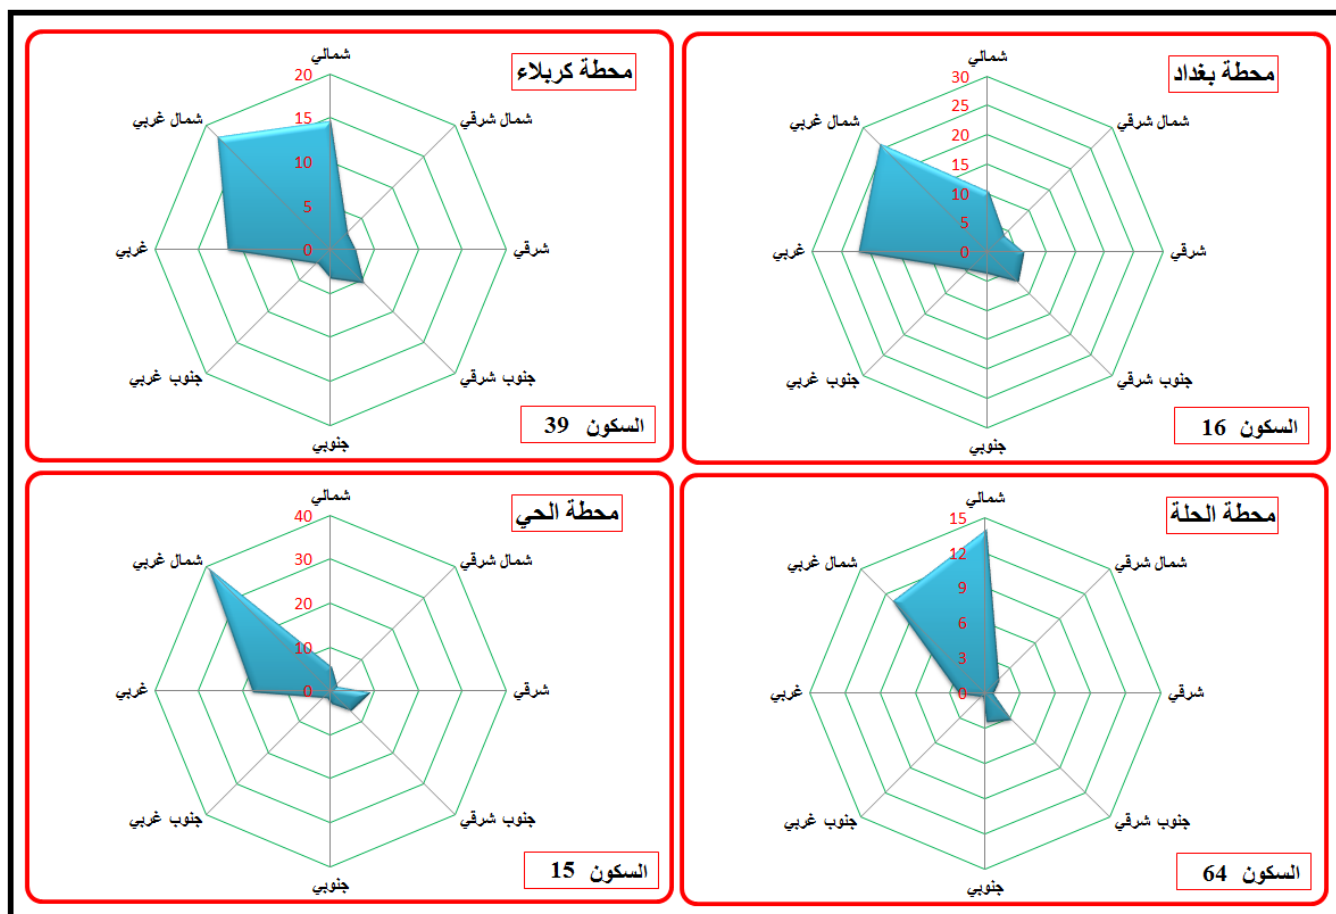 محطة بغداد
شمالي
شمال شرقي
شرقي
جنوب شرقي
جنوبي
جنوب غربي
شمال غربي
30
25
20
15
10
5
0
السكون 16
محطة كربلاء
شمالي
شمال شرقي
شرقي
جنوب شرقي
جنوبي
جنوب غربي
غربي
شمال غربي
20
15
10
5
0
السكون 39
محطة الحلة
شمالي
شمال شرقي
شرقي
جنوب شرقي
جنوبي
جنوب غربي
غربي
شمال غربي
15
12
9
6
3
0
السكون 64
محطة الحي
شمالي
شمال شرقي
شرقي
جنوب شرقي
جنوبي
جنوب غربي
غربي
شمال غربي
40
30
20
10
0
السكون 15